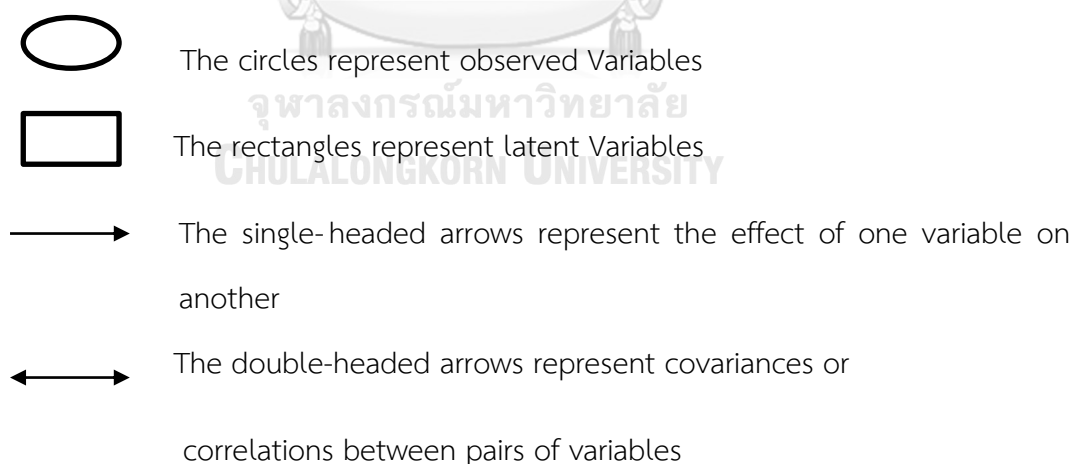 The circles represent observed Variables
จุฬาลงกรณ์มหาวิทยาลัย
The rectangles represent latent Variables
CHULALONGKORN UNIVERSITY
The single-headed arrows represent the effect of one variable on
another
The double-headed arrows represent covariances or
correlations between pairs of variables